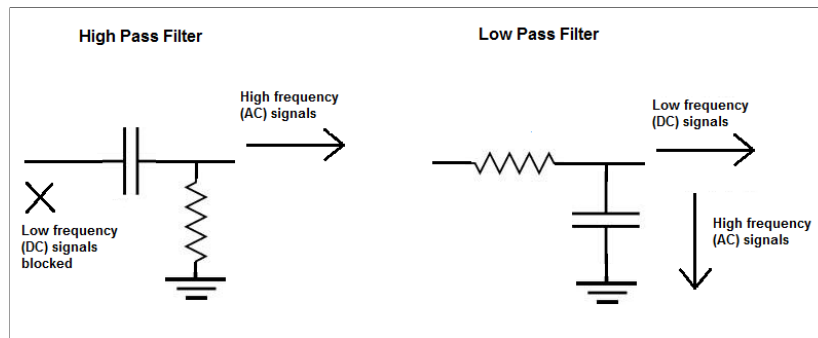 High Pass Filter
High frequency
(AC) signals
Low frequency
(DC) signals
blocked
Low Pass Filter
Low frequency
(DC) signals
High frequency
(AC) signals